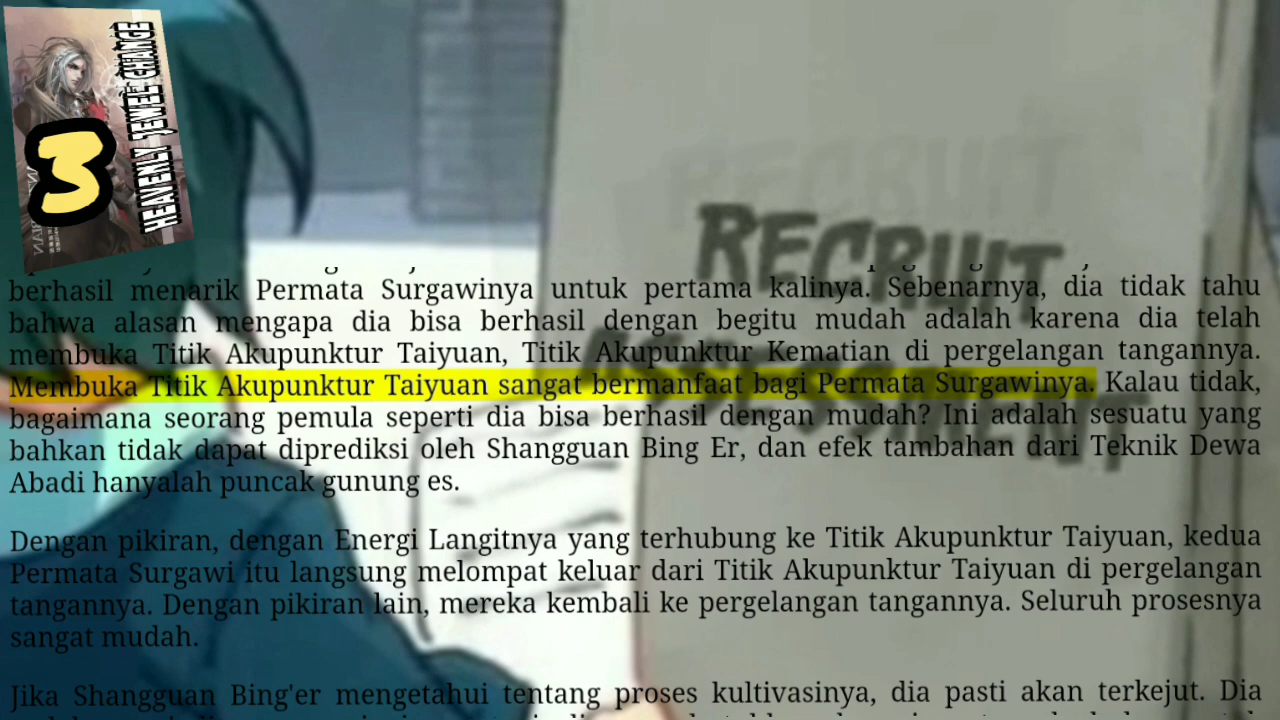 HEAVENLY JEWEL CHANGE
3
RECRUIT
berhasil menarik Permata Surgawinya untuk pertama kalinya. Sebenarnya, dia tidak tahu
bahwa alasan mengapa dia bisa berhasil dengan begitu mudah adalah karena dia telah
membuka Titik Akupunktur Taiyuan, Titik Akupunktur Kematian di pergelangan tangannya.
Membuka Titik Akupunktur Taiyuan sangat bermanfaat bagi Permata Surgawinya. Kalau tidak,
bagaimana seorang pemula seperti dia bisa berhasil dengan mudah? Ini adalah sesuatu yang
bahkan tidak dapat diprediksi oleh Shangguan Bing Er, dan efek tambahan dari Teknik Dewa
Abadi hanyalah puncak gunung es.
Dengan pikiran, dengan Energi Langitnya yang terhubung ke Titik Akupunktur Taiyuan, kedua
Permata Surgawi itu langsung melompat keluar dari Titik Akupunktur Taiyuan di pergelangan
tangannya. Dengan pikiran lain, mereka kembali ke pergelangan tangannya. Seluruh prosesnya
sangat mudah.
Jika Shangguan Bing'er mengetahui tentang proses kultivasinya, dia pasti akan terkejut. Dia